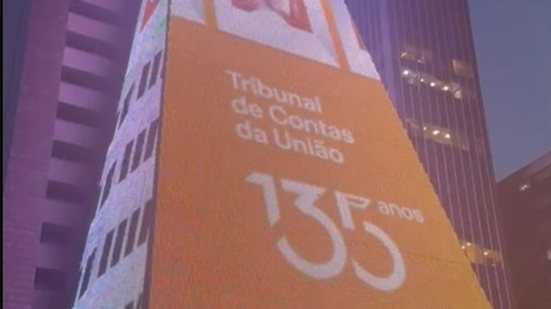 Tribunal
de Contas
da União
135 anos